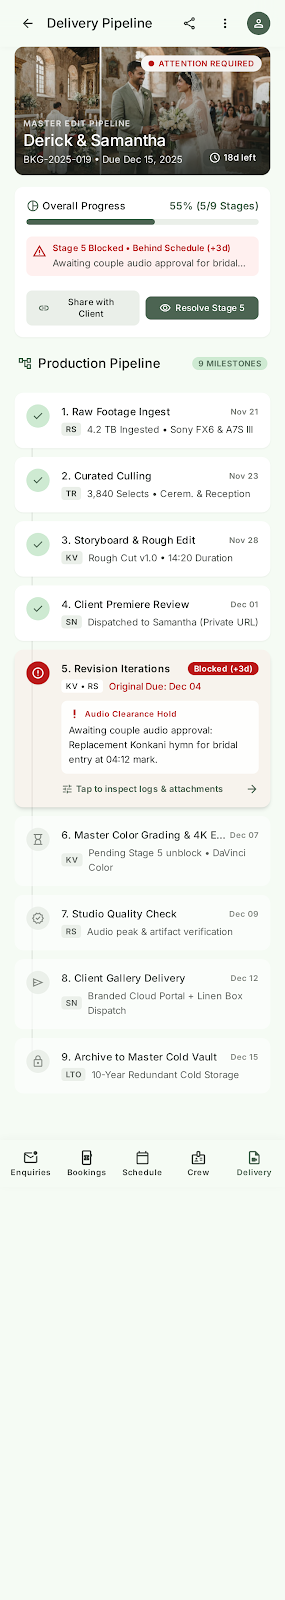 Delivery Pipeline
ATTENTION REQUIRED
MASTER EDIT PIPELINE
Derick & Samantha
BKG-2025-019 • Due Dec 15, 2025
18d left
Overall Progress
55% (5/9 Stages)
Stage 5 Blocked • Behind Schedule (+3d)
Awaiting couple audio approval for bridal...
Share with
Client
Resolve Stage 5
Production Pipeline
9 MILESTONES
1. Raw Footage Ingest
Nov 21
RS
4.2 TB Ingested • Sony FX6 & A7S III
2. Curated Culling
Nov 23
TR
3,840 Selects • Cerem. & Reception
3. Storyboard & Rough Edit
Nov 28
KV
Rough Cut v1.0 • 14:20 Duration
4. Client Premiere Review
Dec 01
SN
Dispatched to Samantha (Private URL)
5. Revision Iterations
Blocked (+3d)
KV • RS
Original Due: Dec 04
Audio Clearance Hold
Awaiting couple audio approval:
Replacement Konkani hymn for bridal
entry at 04:12 mark.
Tap to inspect logs & attachments
6. Master Color Grading & 4K E...
Dec 07
KV
Pending Stage 5 unblock • DaVinci
Color
7. Studio Quality Check
Dec 09
RS
Audio peak & artifact verification
8. Client Gallery Delivery
Dec 12
SN
Branded Cloud Portal + Linen Box
Dispatch
9. Archive to Master Cold Vault
Dec 15
LTO
10-Year Redundant Cold Storage
Enquiries
Bookings
Schedule
Crew
Delivery